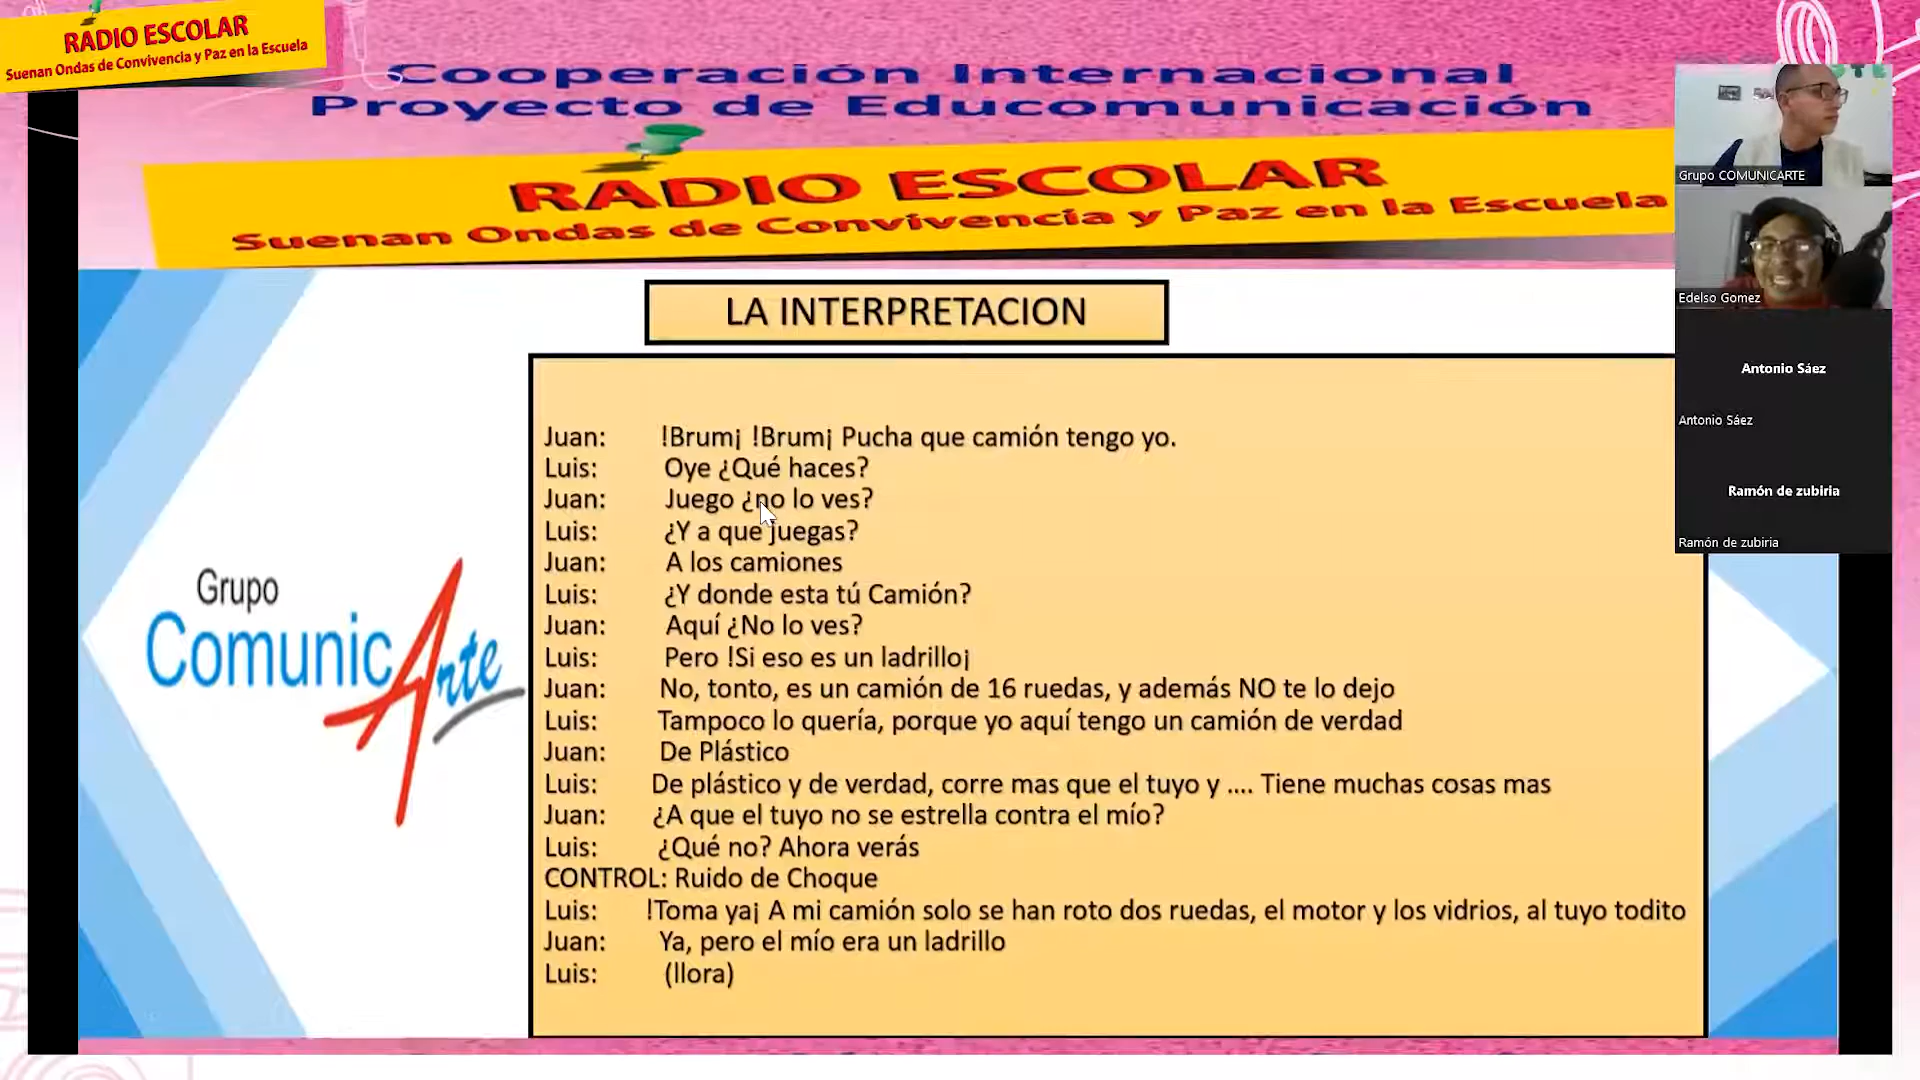 RADIO ESCOLAR
Suenan Ondas de Convivencia y Paz en la Escuela
Cooperación Internacional
Proyecto de Educomunicación
RADIO ESCOLAR
Suenan Ondas de Convivencia y Paz en la Escuela
Grupo COMUNICARTE
Edelso Gomez
Antonio Sáez
Antonio Sáez
Ramón de zubiria
Ramón de zubiria
LA INTERPRETACION
Grupo
ComunicArte
Juan: !Brum¡ !Brum¡ Pucha que camión tengo yo.
Luis: Oye ¿Qué haces?
Juan: Juego ¿no lo ves?
Luis: ¿Y a que juegas?
Juan: A los camiones
Luis: ¿Y donde esta tú Camión?
Juan: Aquí ¿No lo ves?
Luis: Pero !Si eso es un ladrillo¡
Juan: No, tonto, es un camión de 16 ruedas, y además NO te lo dejo
Luis: Tampoco lo quería, porque yo aquí tengo un camión de verdad
Juan: De Plástico
Luis: De plástico y de verdad, corre mas que el tuyo y .... Tiene muchas cosas mas
Juan: ¿A que el tuyo no se estrella contra el mío?
Luis: ¿Qué no? Ahora verás
CONTROL: Ruido de Choque
Luis: !Toma ya¡ A mi camión solo se han roto dos ruedas, el motor y los vidrios, al tuyo todito
Juan: Ya, pero el mío era un ladrillo
Luis: (llora)